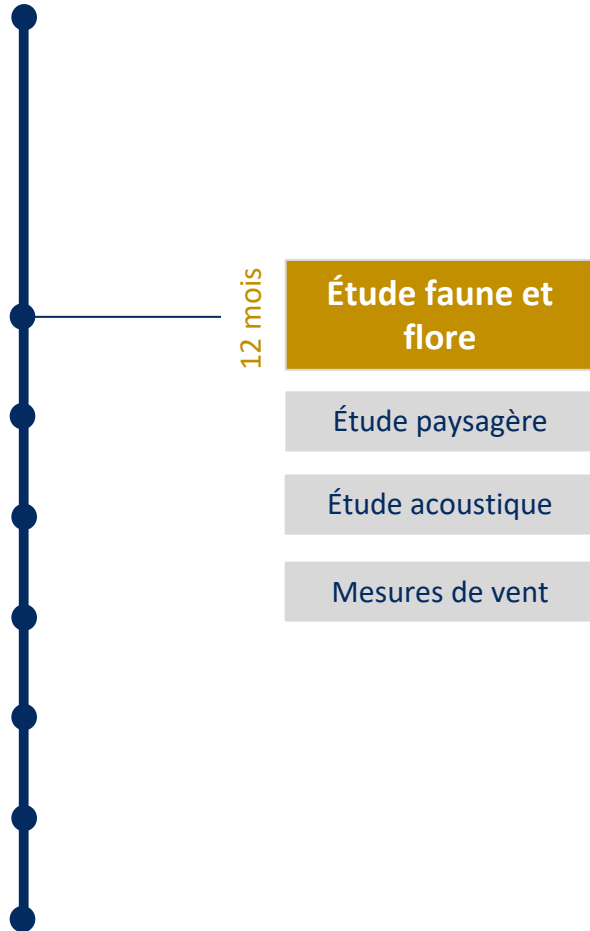 12 mois
Étude faune et
flore
Étude paysagère
Étude acoustique
Mesures de vent